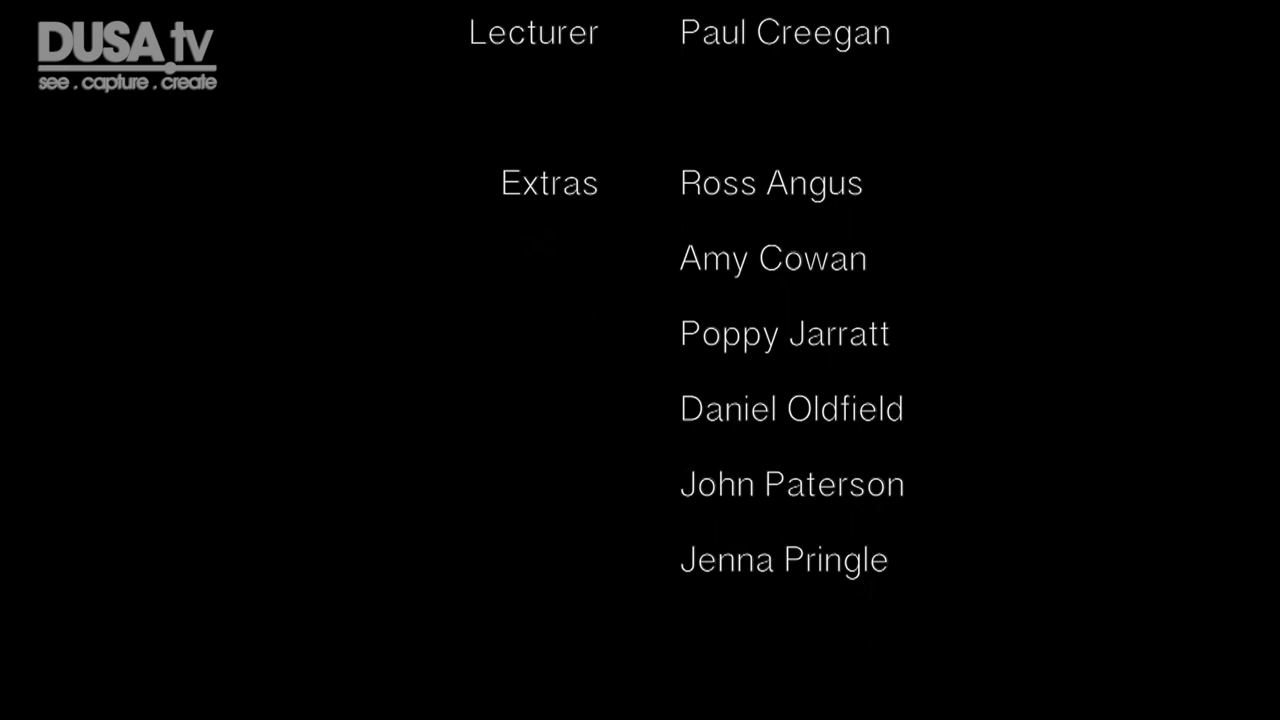 DUSA.tv
see . capture . create
Lecturer Paul Creegan
Extras Ross Angus
Amy Cowan
Poppy Jarratt
Daniel Oldfield
John Paterson
Jenna Pringle